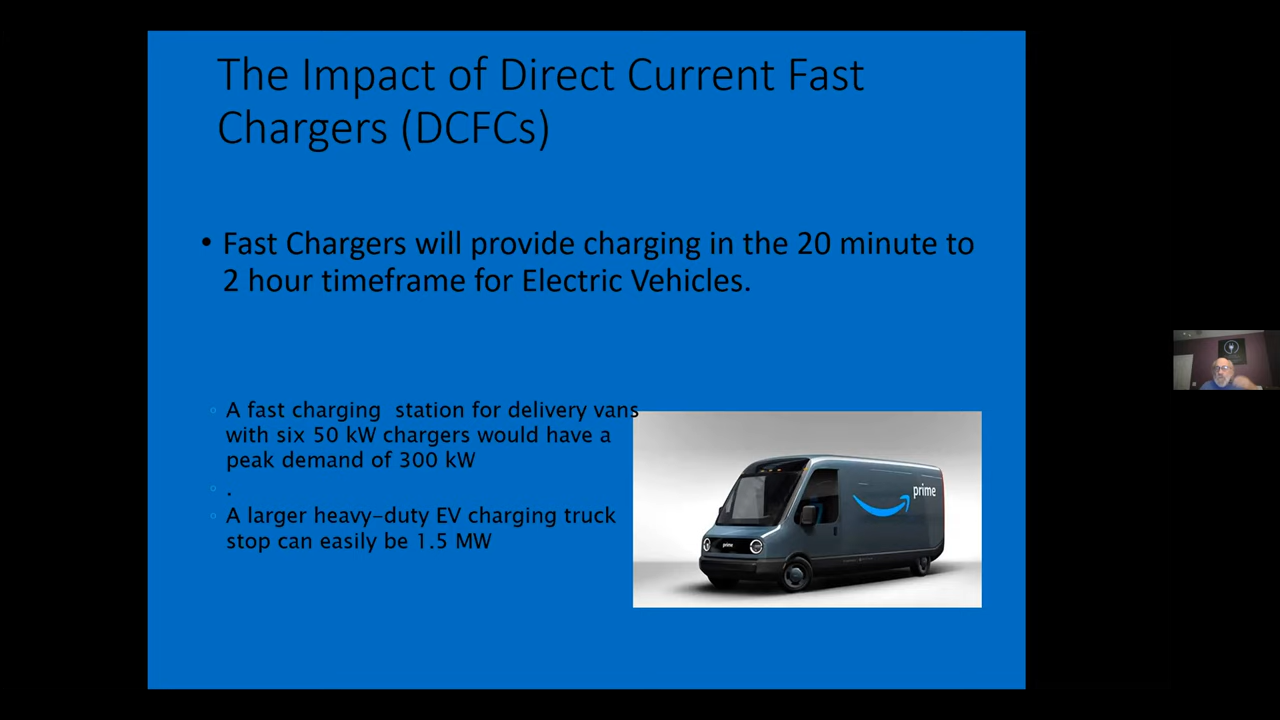 The Impact of Direct Current Fast
Chargers (DCFCs)
• Fast Chargers will provide charging in the 20 minute to
2 hour timeframe for Electric Vehicles.
◦ A fast charging  station for delivery vans
with six 50 kW chargers would have a
peak demand of 300 kW
◦ .
◦ A larger heavy-duty EV charging truck
stop can easily be 1.5 MW
prime
prime